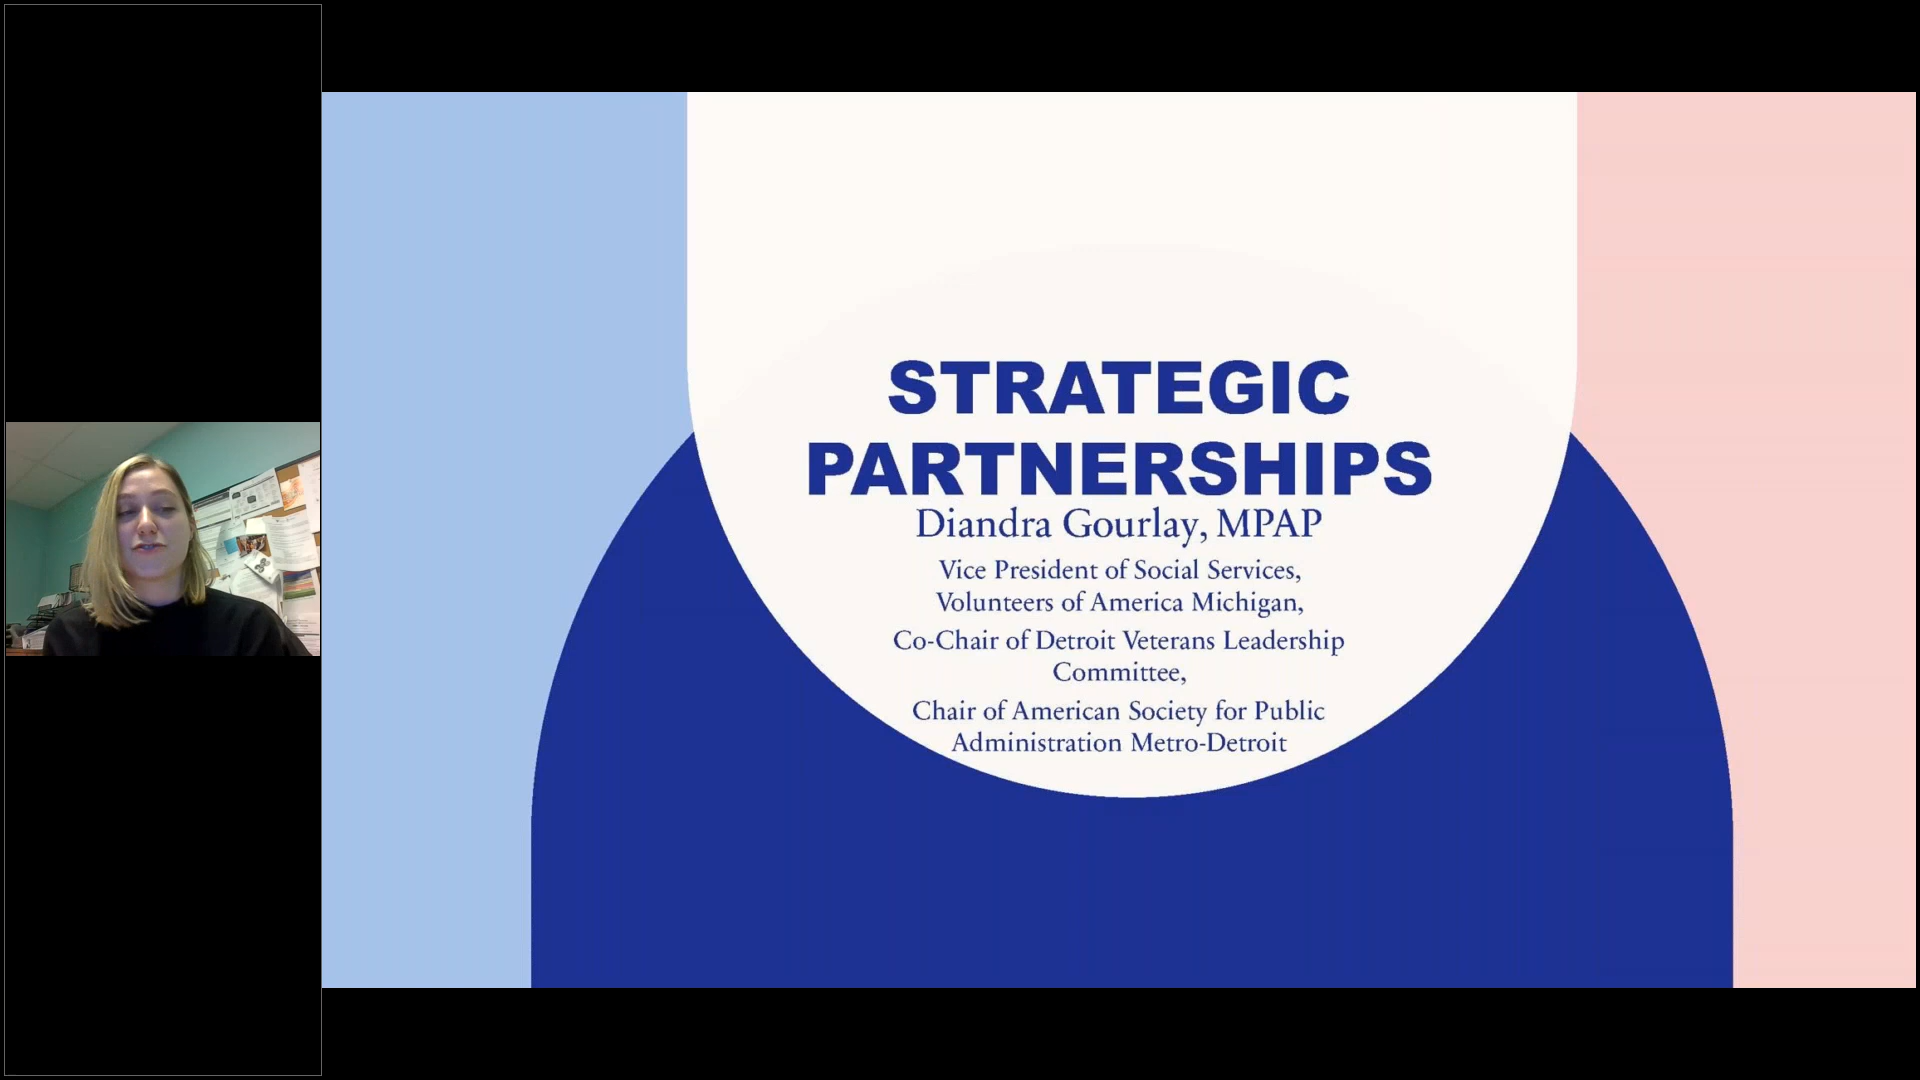 STRATEGIC
PARTNERSHIPS
Diandra Gourlay, MPAP
Vice President of Social Services,
Volunteers of America Michigan,
Co-Chair of Detroit Veterans Leadership
Committee,
Chair of American Society for Public
Administration Metro-Detroit